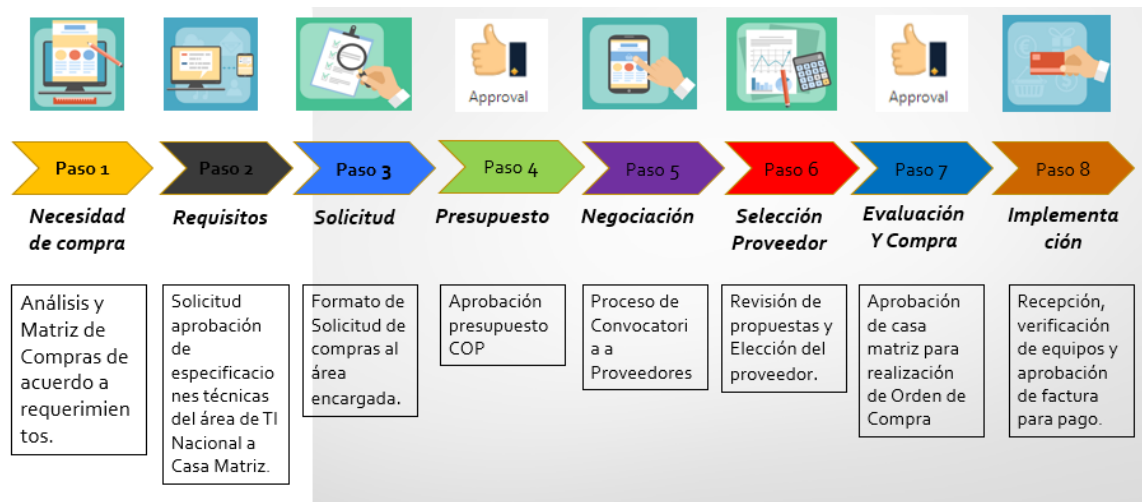 Approval
Approval
Paso 1
Paso 2
Paso 3
Paso 4
Paso 5
Paso 6
Paso 7
Paso 8
Necesidad
de compra
Requisitos
Solicitud
Presupuesto
Negociación
Selección
Proveedor
Evaluación
Y Compra
Implementa
ción
Análisis y
Matriz de
Compras de
acuerdo a
requerimien
tos.
Solicitud
aprobación
de
especificacio
nes técnicas
del área de TI
Nacional a
Casa Matriz.
Formato de
Solicitud de
compras al
área
encargada.
Aprobación
presupuesto
COP
Proceso de
Convocatori
a a
Proveedores
Revisión de
propuestas y
Elección del
proveedor.
Aprobación
de casa
matriz para
realización
de Orden de
Compra
Recepción,
verificación
de equipos y
aprobación
de factura
para pago.